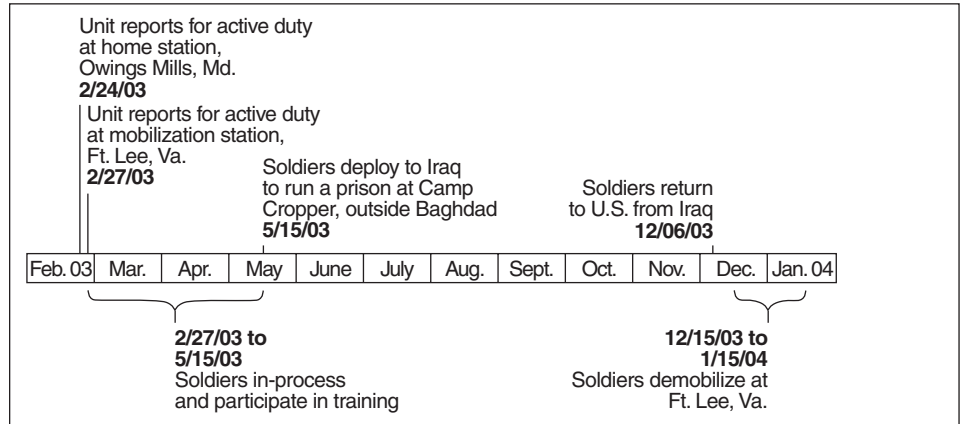 Unit reports for active duty
at home station,
Owings Mills, Md.
2/24/03
Unit reports for active duty
at mobilization station,
Ft. Lee, Va.
2/27/03
Soldiers deploy to Iraq
to run a prison at Camp
Cropper, outside Baghdad
5/15/03
Soldiers return
to U.S. from Iraq
12/06/03
Feb. 03 Mar. Apr. May June July Aug. Sept. Oct. Nov. Dec. Jan. 04
2/27/03 to
5/15/03
Soldiers in-process
and participate in training
12/15/03 to
1/15/04
Soldiers demobilize at
Ft. Lee, Va.